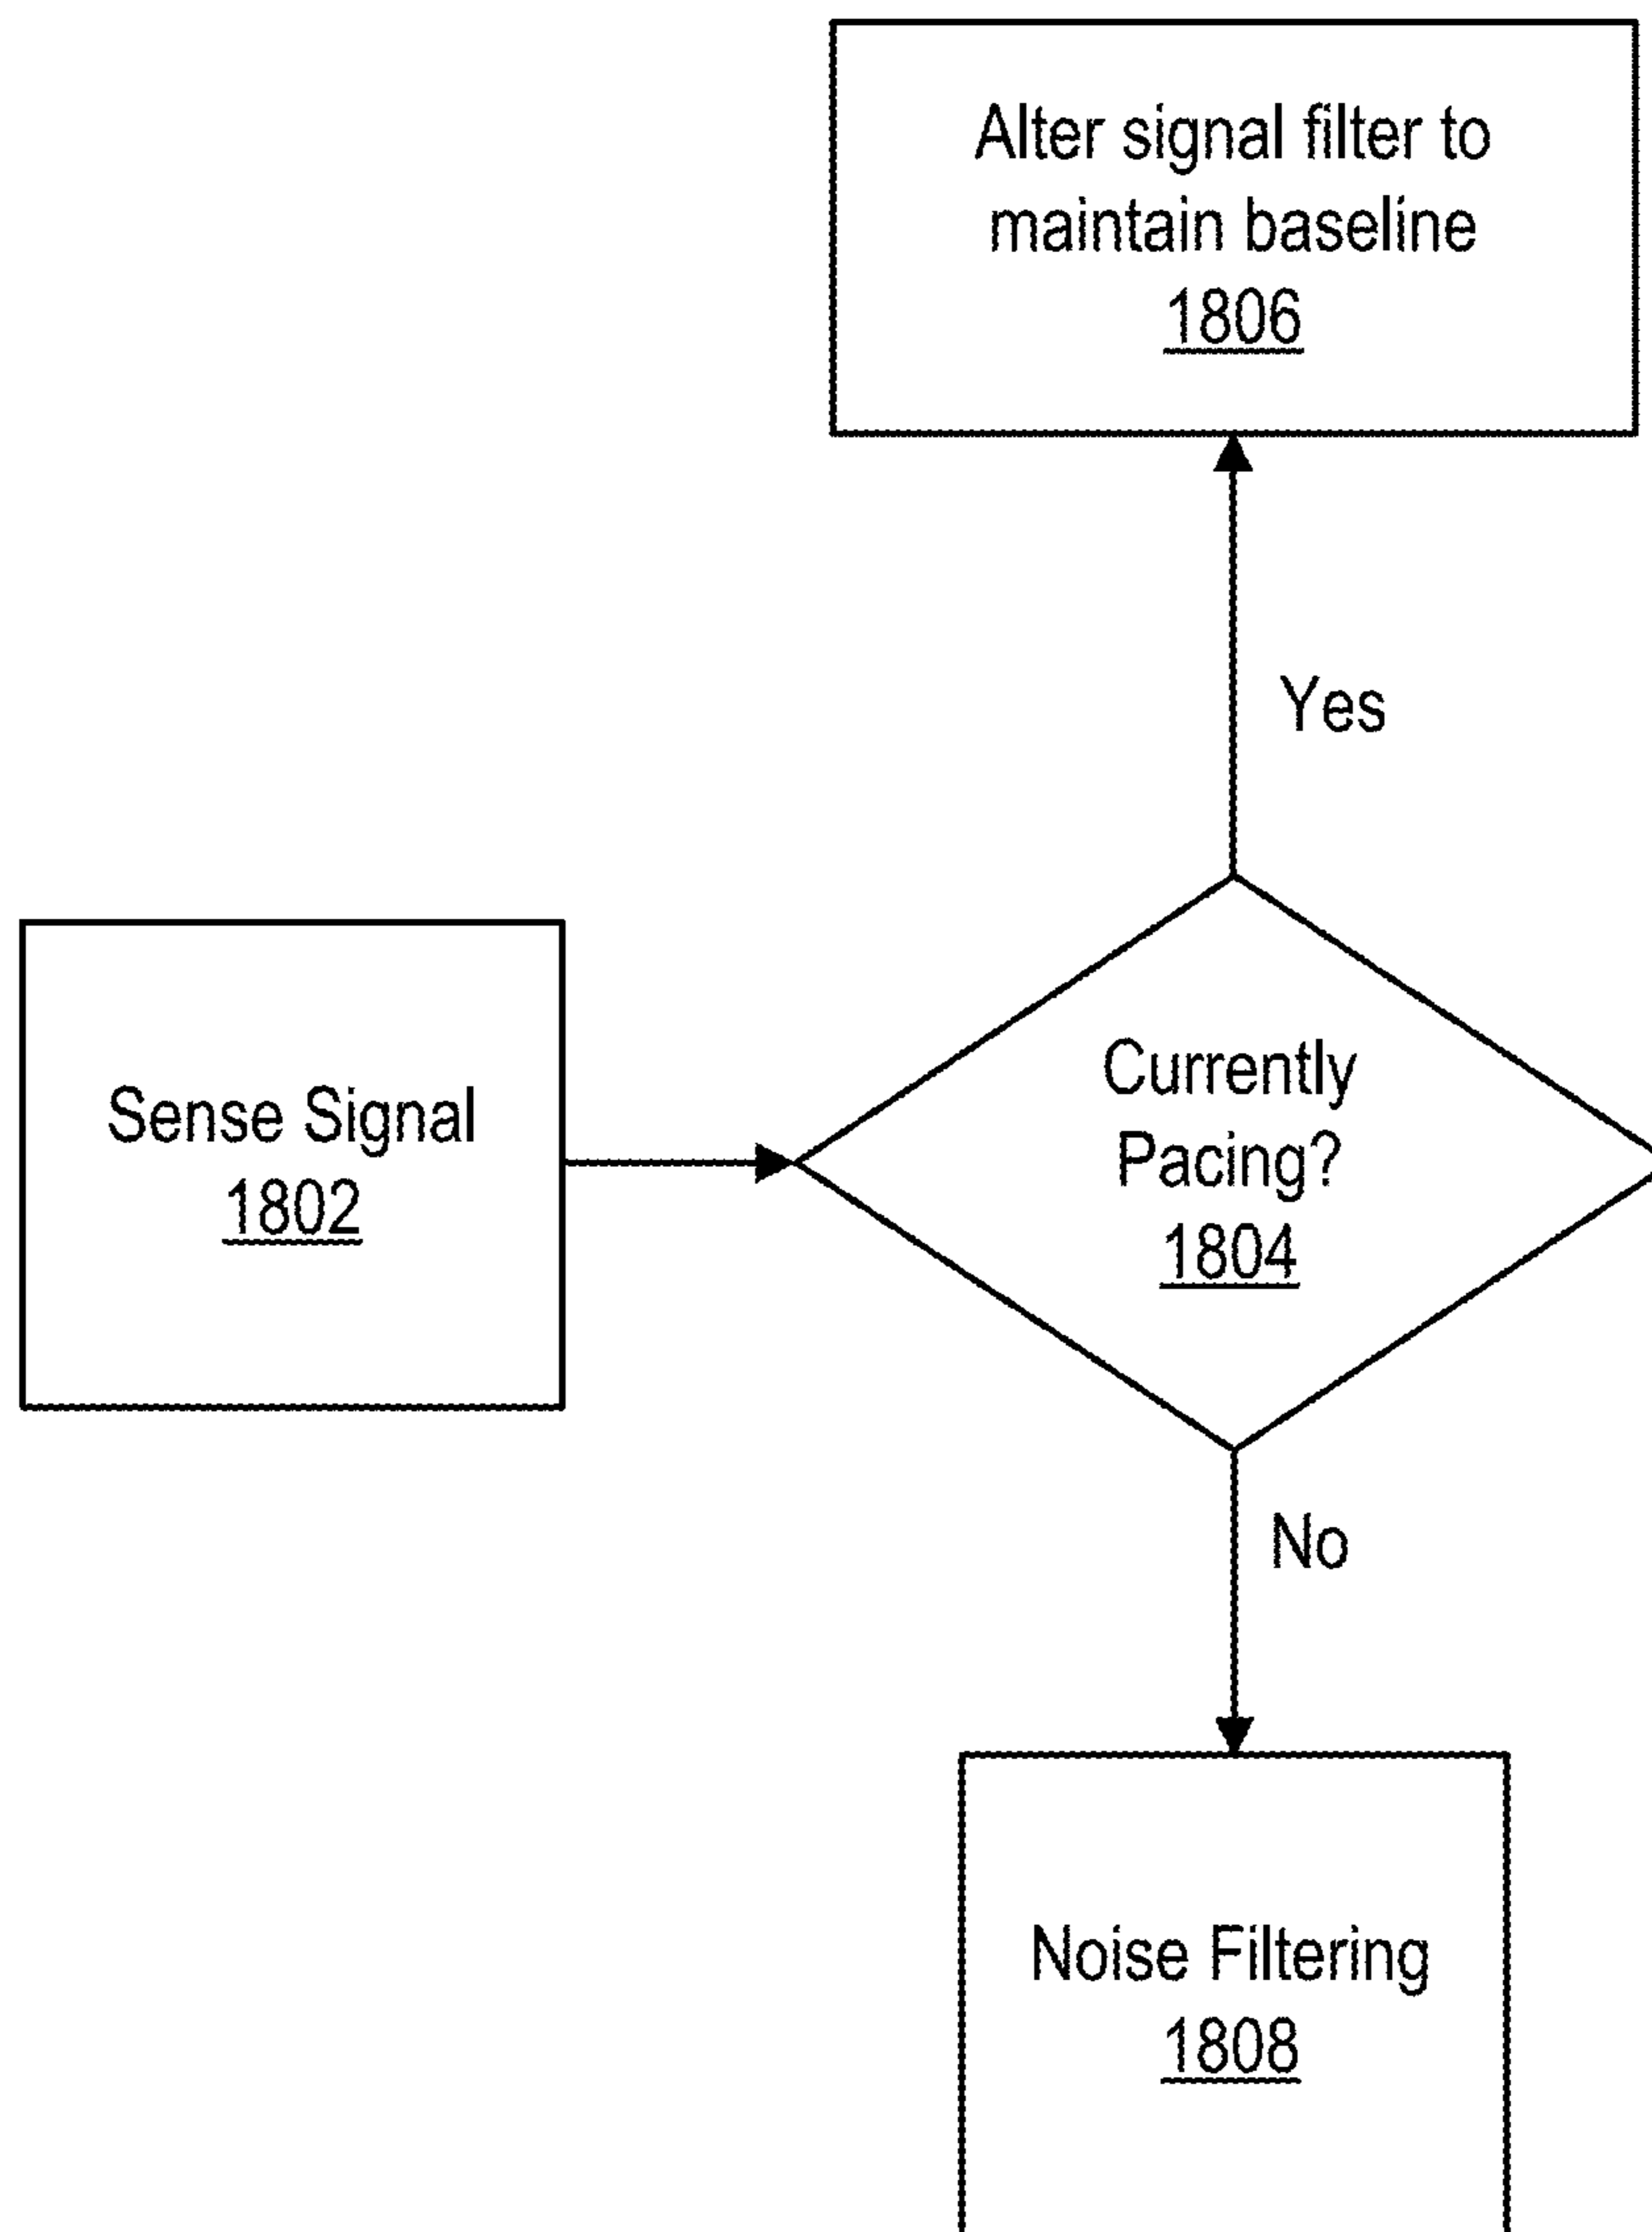 Alter signal filter to
maintain baseline
1806
Yes
Sense Signal
1802
Currently
Pacing?
1804
No
Noise Filtering
1808